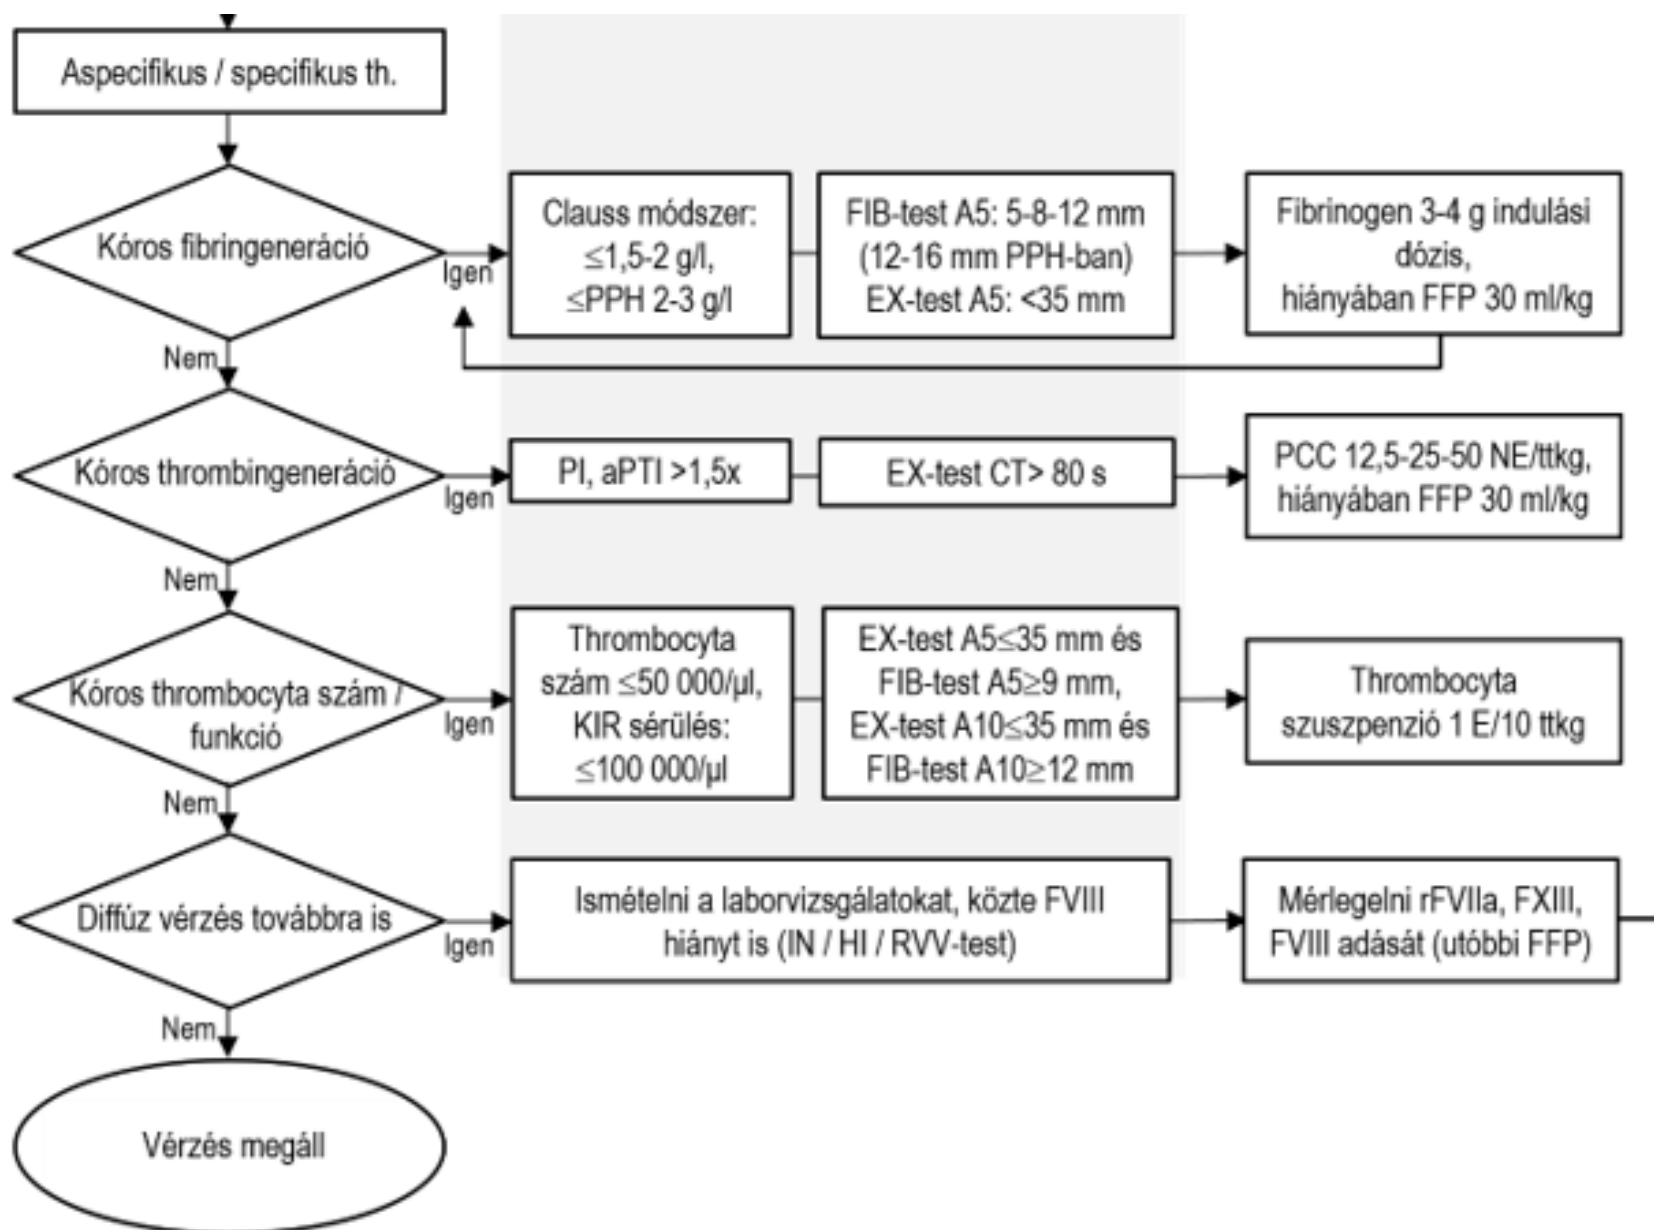 Aspecifikus / specifikus th.
Kóros fibringeneráció
Igen
Clauss módszer:
≤1,5-2 g/l,
≤PPH 2-3 g/l
FIB-test A5: 5-8-12 mm
(12-16 mm PPH-ban)
EX-test A5: <35 mm
Fibrinogen 3-4 g indulási
dózis,
hiányában FFP 30 ml/kg
Nem
Kóros thrombingeneráció
Igen
PI, aPTI >1,5x
EX-test CT> 80 s
PCC 12,5-25-50 NE/ttkg,
hiányában FFP 30 ml/kg
Nem
Kóros thrombocyta szám /
funkció
Igen
Thrombocyta
szám ≤50 000/µl,
KIR sérülés:
≤100 000/µl
EX-test A5≤35 mm és
FIB-test A5≥9 mm,
EX-test A10≤35 mm és
FIB-test A10≥12 mm
Thrombocyta
szuszpenzió 1 E/10 ttkg
Nem
Diffúz vérzés továbbra is
Igen
Ismételni a laborvizsgálatokat, közte FVIII
hiányt is (IN / HI / RVV-test)
Mérlegelni rFVIIa, FXIII,
FVIII adását (utóbbi FFP)
Nem
Vérzés megáll